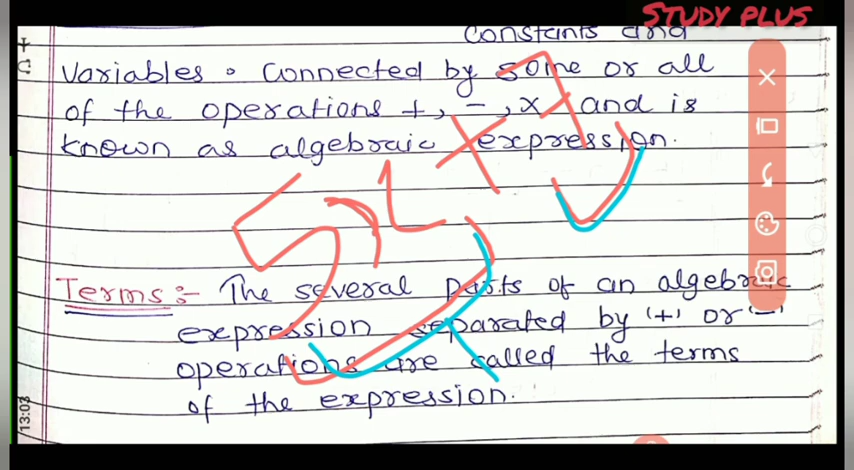 STUDY PLUS
Constants and
Variables. Connected by some or all
of the operations +, -, x, and is
known as algebraic expression.
5x + 7
Terms :- The several parts of an algebraic
expression separated by '+' or '-'
operations are called the terms
of the expression.
13:03